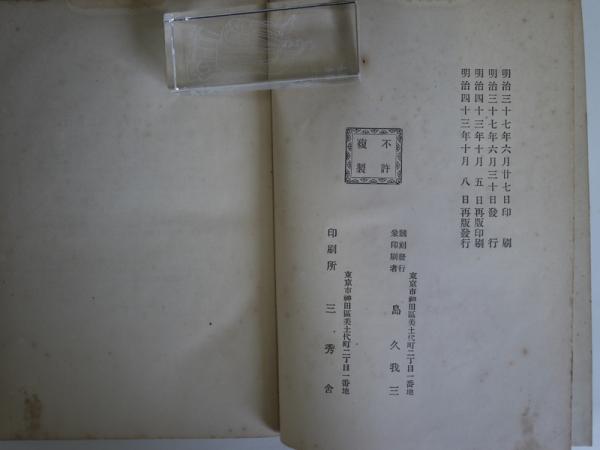 明治三十七年六月廿七日印刷
明治三十七年六月三十日發行
明治四十三年十月五日再版印刷
明治四十三年十月八日再版發行
不許
複製
東京市神田區美土代町二丁目一番地
飜刻發行
兼印刷者
島久我三
東京市神田區美土代町二丁目一番地
印刷所 三秀舍